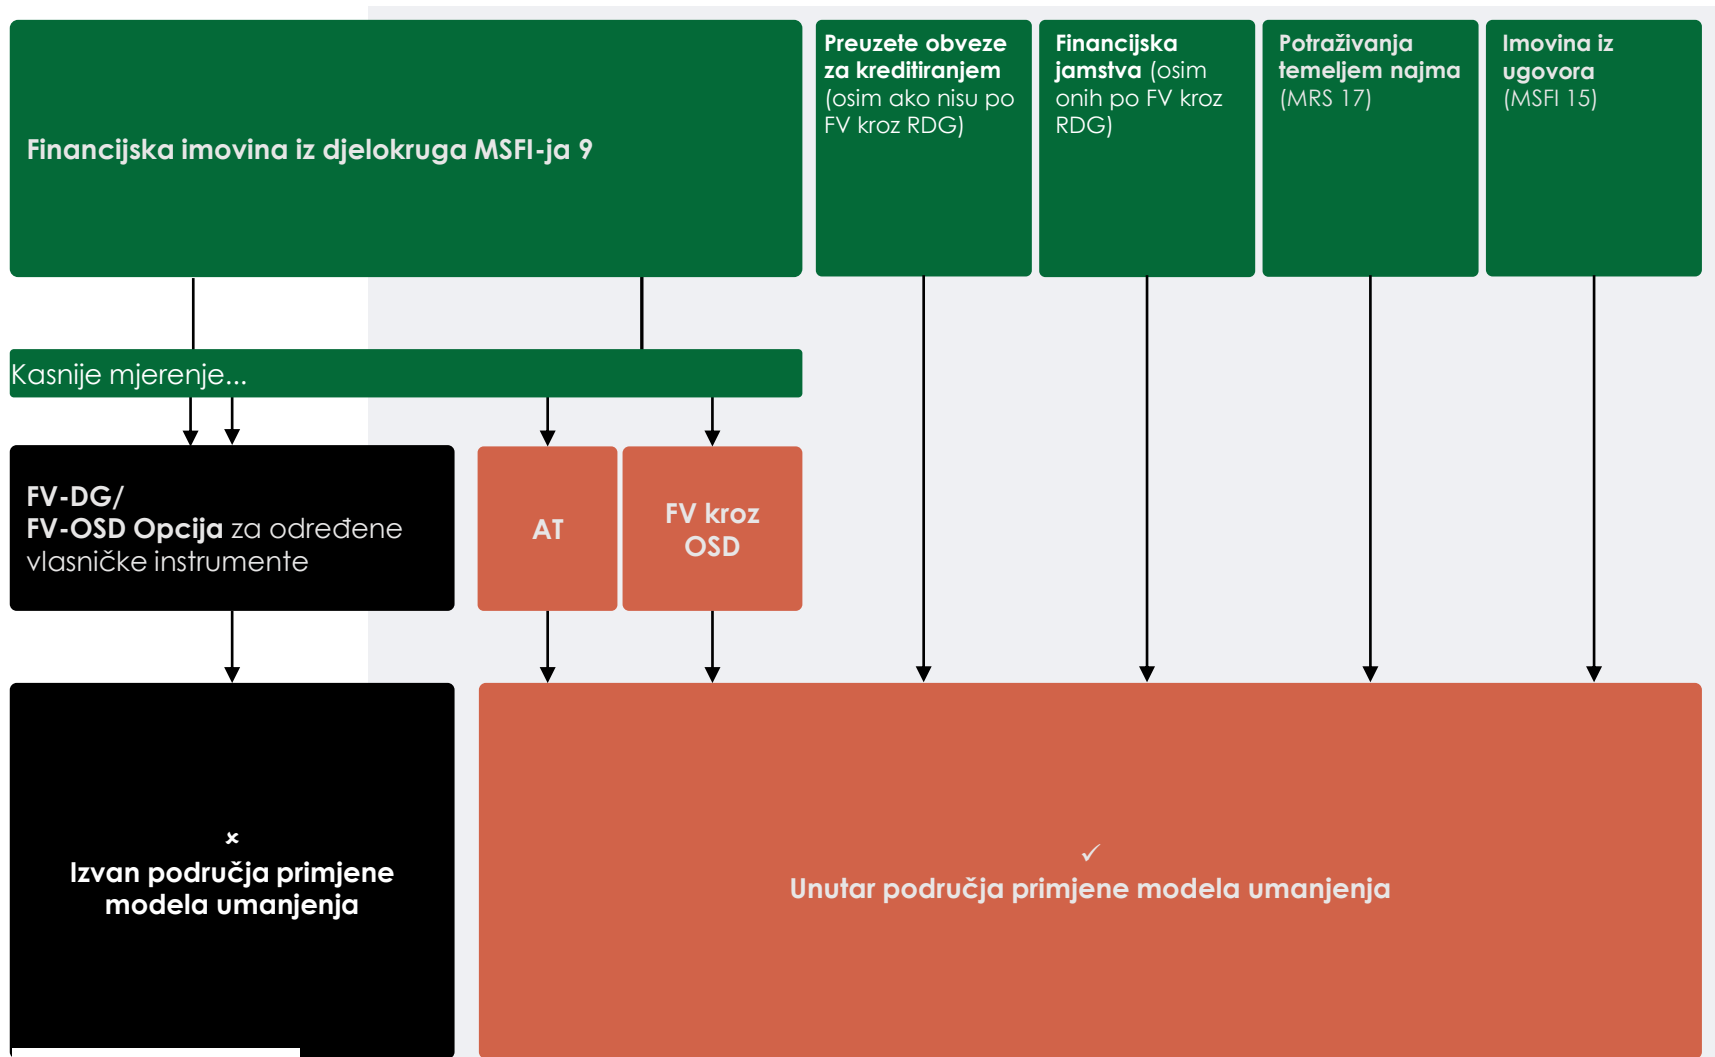 Financijska imovina iz djelokruga MSFI-ja 9
Preuzete obveze
za kreditiranjem
(osim ako nisu po
FV kroz RDG)
Financijska
jamstva (osim
onih po FV kroz
RDG)
Potraživanja
temeljem najma
(MRS 17)
Imovina iz
ugovora
(MSFI 15)
Kasnije mjerenje...
FV-DG/
FV-OSD Opcija za određene
vlasničke instrumente
AT
FV kroz
OSD
×
Izvan područja primjene
modela umanjenja
✓
Unutar područja primjene modela umanjenja